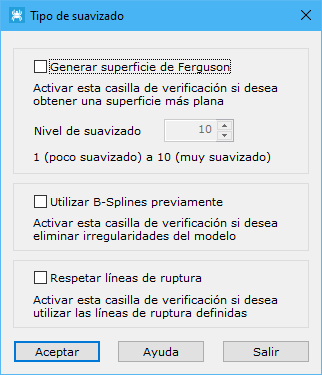 Tipo de suavizado
Generar superficie de Ferguson
Activar esta casilla de verificación si desea
obtener una superficie más plana
Nivel de suavizado
10
1 (poco suavizado) a 10 (muy suavizado)
Utilizar B-Splines previamente
Activar esta casilla de verificación si desea
eliminar irregularidades del modelo
Respetar líneas de ruptura
Activar esta casilla de verificación si desea
utilizar las líneas de ruptura definidas
Aceptar
Ayuda
Salir